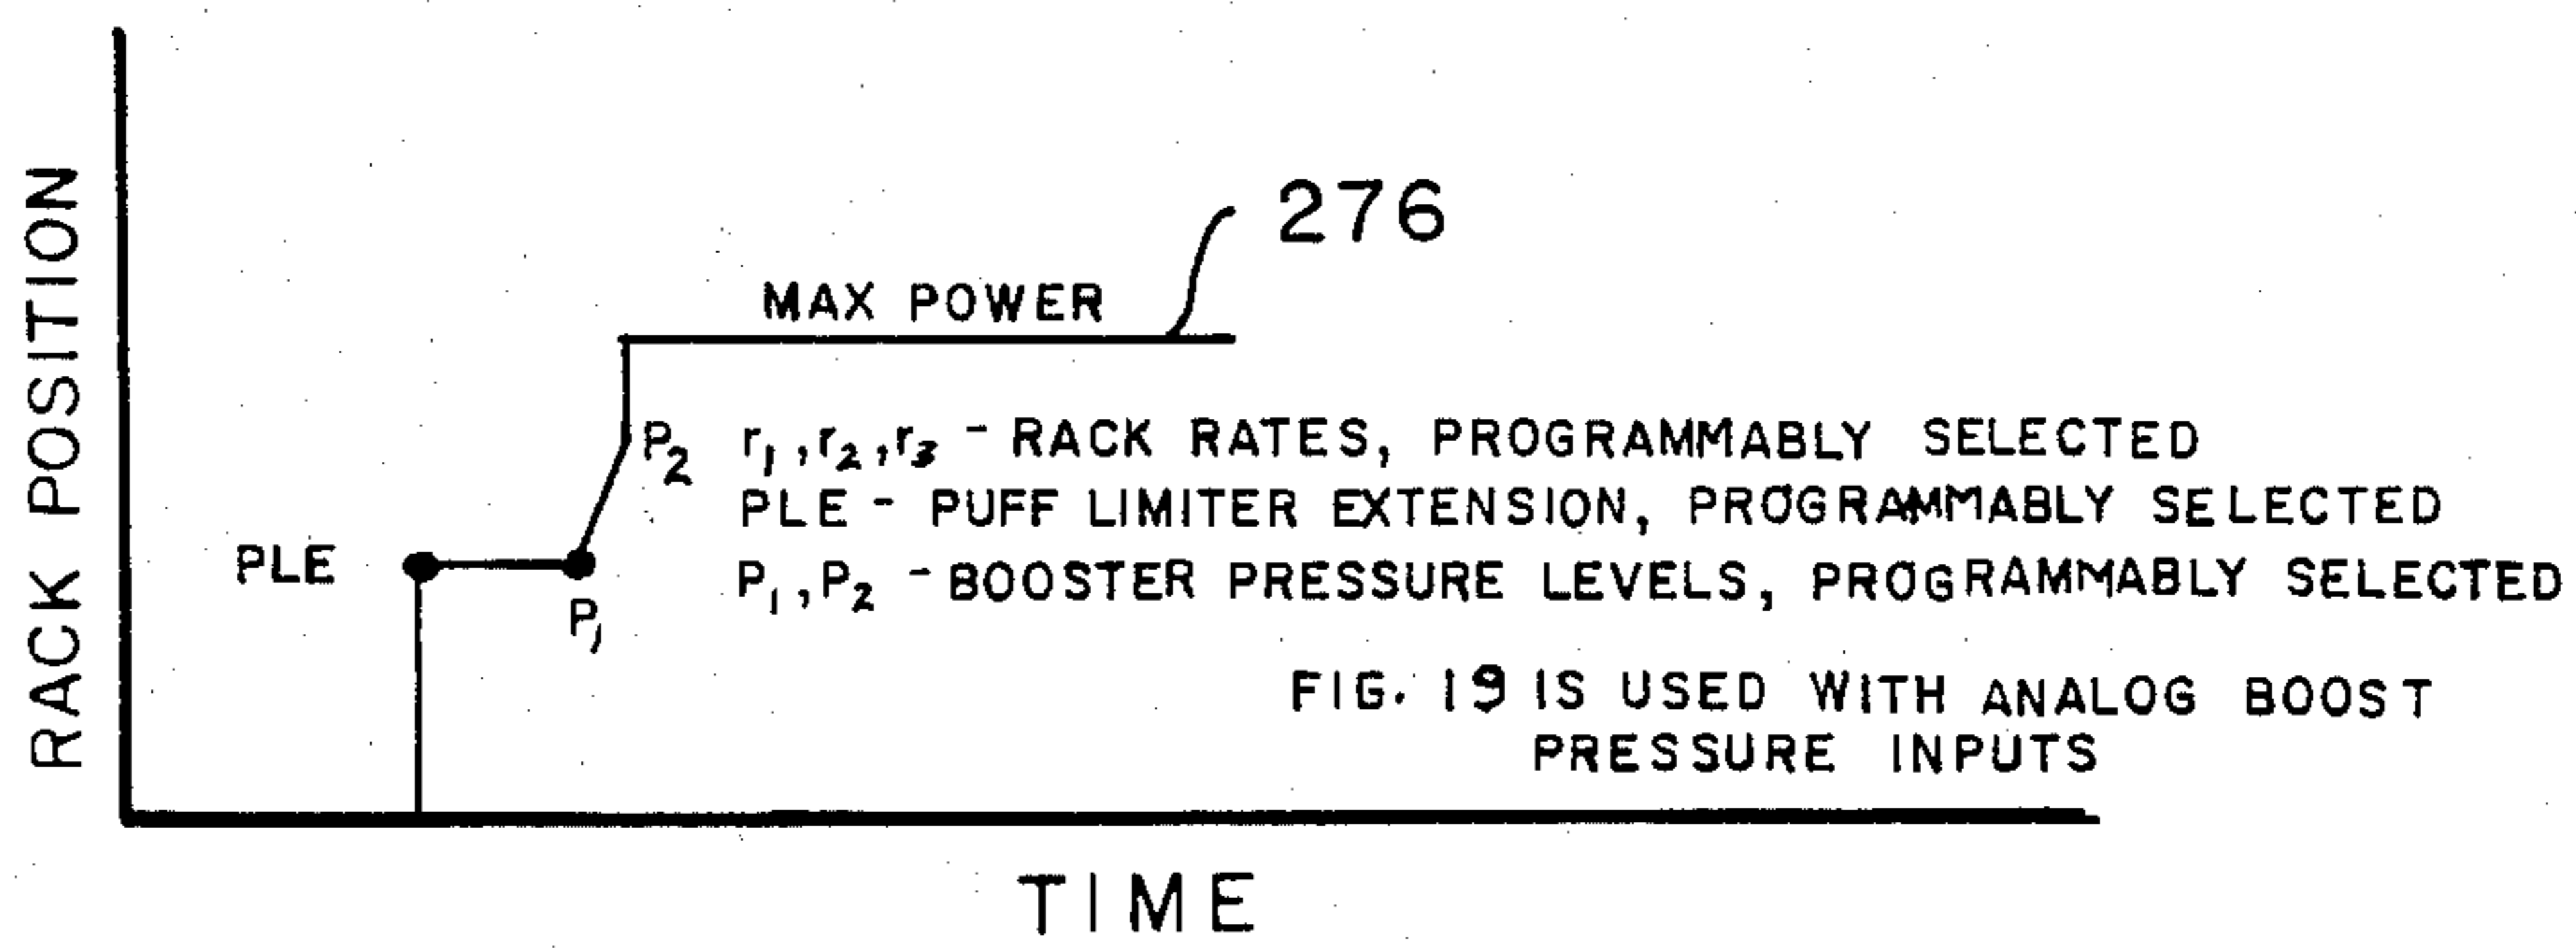 RACK POSITION
276
MAX POWER
P₂
r₁,r₂,r₃ - RACK RATES, PROGRAMMABLY SELECTED
PLE - PUFF LIMITER EXTENSION, PROGRAMMABLY SELECTED
PLE
P₁
P₁,P₂ - BOOSTER PRESSURE LEVELS, PROGRAMMABLY SELECTED
FIG. 19 IS USED WITH ANALOG BOOST
PRESSURE INPUTS
TIME